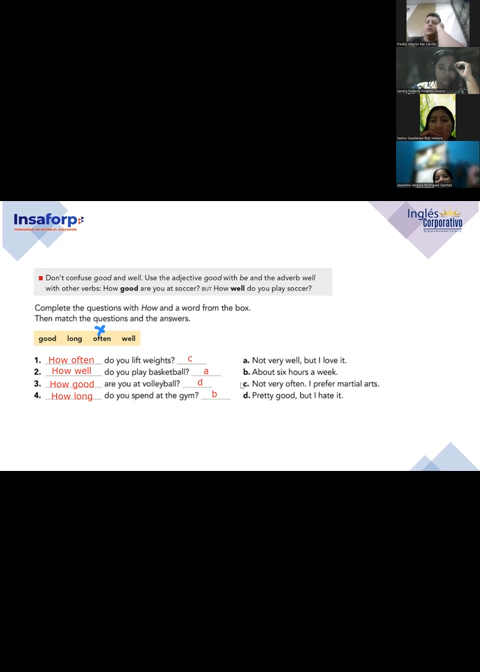 Insaforp
Inglés
Corporativo
Don't confuse good and well. Use the adjective good with be and the adverb well
with other verbs: How good are you at soccer? BUT How well do you play soccer?
Complete the questions with How and a word from the box.
Then match the questions and the answers.
good long often well
1. How often do you lift weights? c
2. How well do you play basketball? a
3. How good are you at volleyball? d
4. How long do you spend at the gym? b
a. Not very well, but I love it.
b. About six hours a week.
c. Not very often. I prefer martial arts.
d. Pretty good, but I hate it.